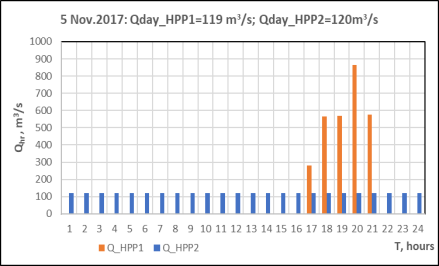 5 Nov.2017: Qday_HPP1=119 m³/s; Qday_HPP2=120m³/s
1000
900
800
700
600
500
400
300
200
100
0
Qhr, m³/s
1 2 3 4 5 6 7 8 9 10 11 12 13 14 15 16 17 18 19 20 21 22 23 24
Q_HPP1 Q_HPP2 T, hours